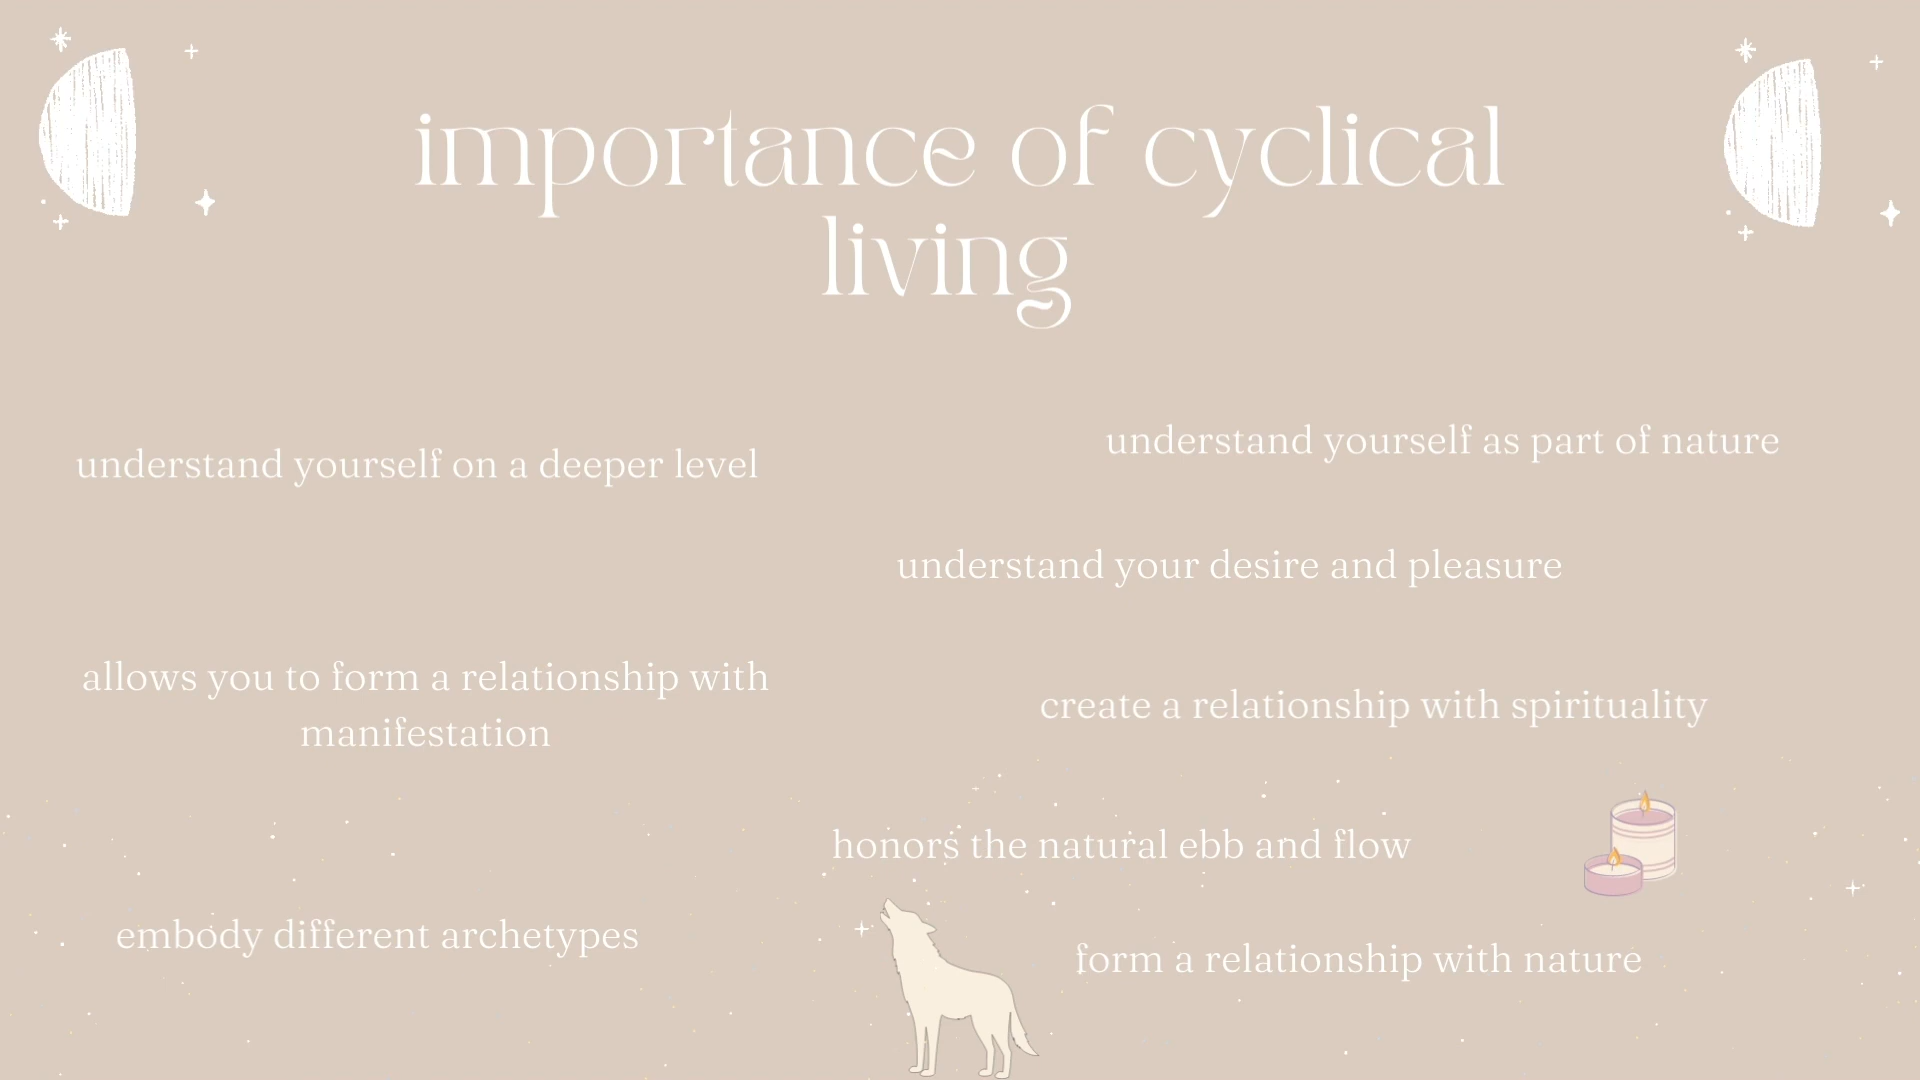 importance of cyclical
living
understand yourself on a deeper level
understand yourself as part of nature
understand your desire and pleasure
allows you to form a relationship with
manifestation
create a relationship with spirituality
honors the natural ebb and flow
embody different archetypes
form a relationship with nature